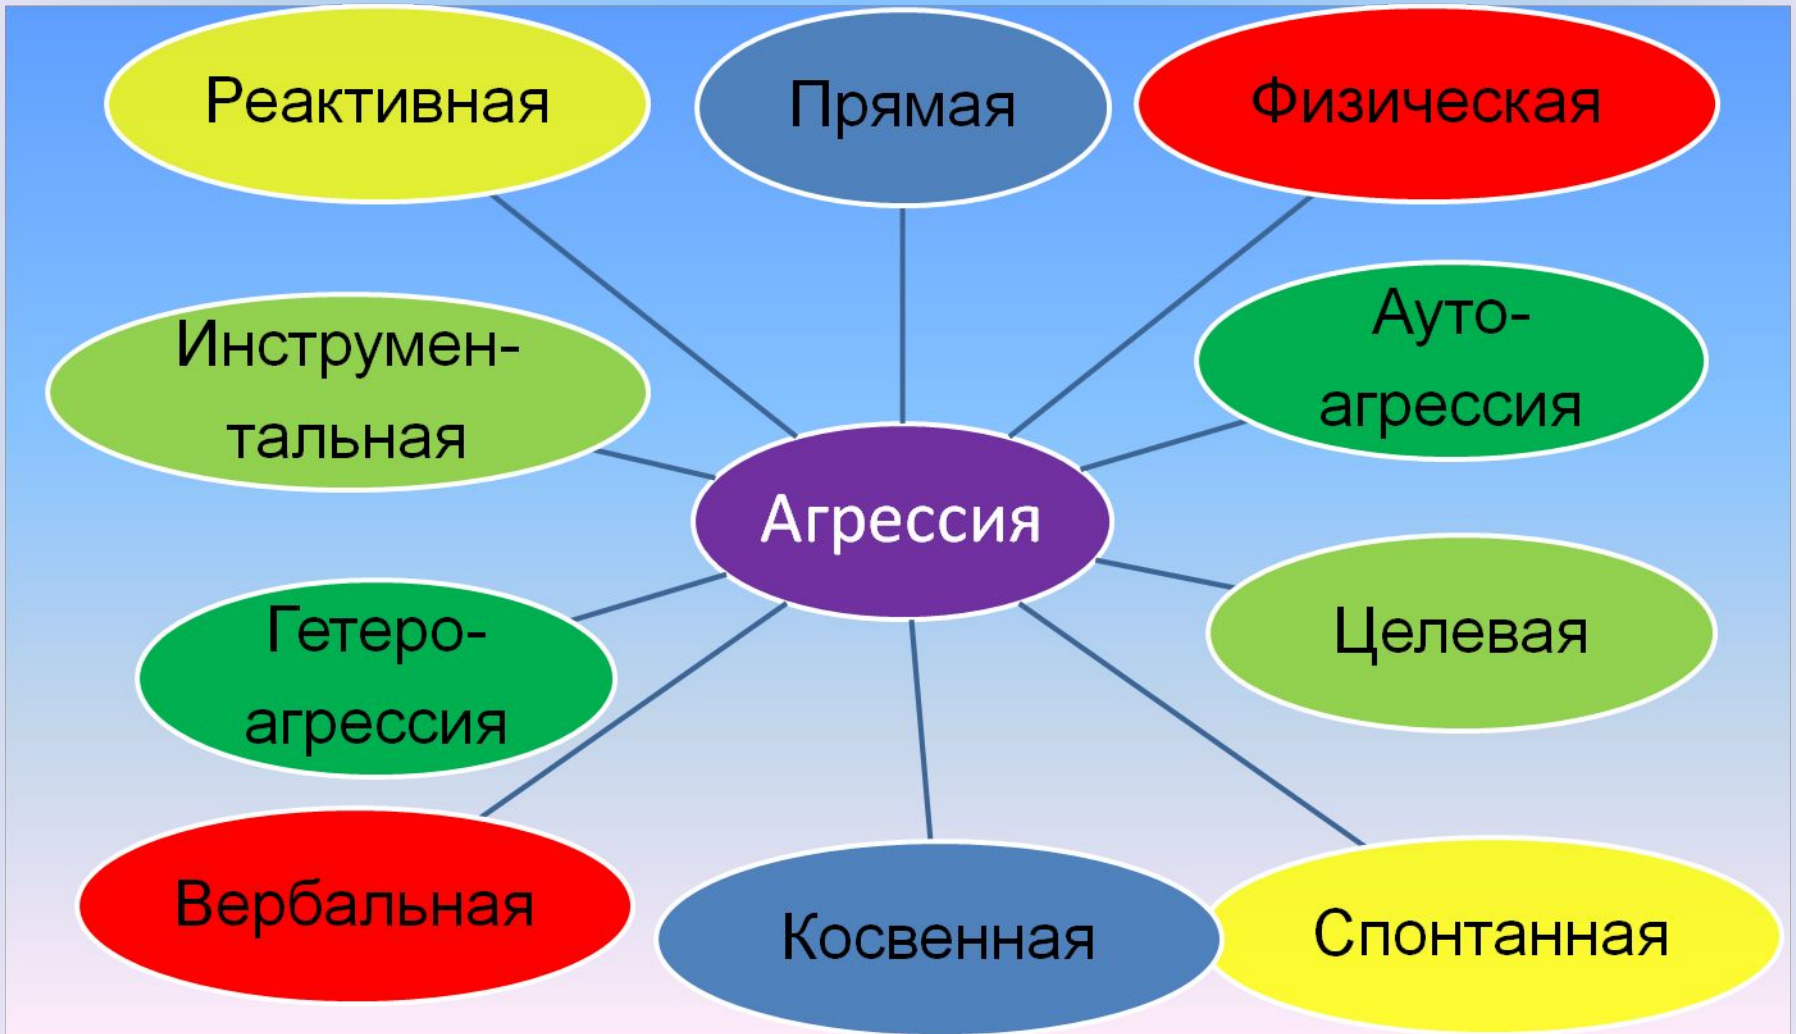 Реактивная
Прямая
Физическая
Инструмен-
тальная
Ауто-
агрессия
Агрессия
Гетеро-
агрессия
Целевая
Вербальная
Косвенная
Спонтанная